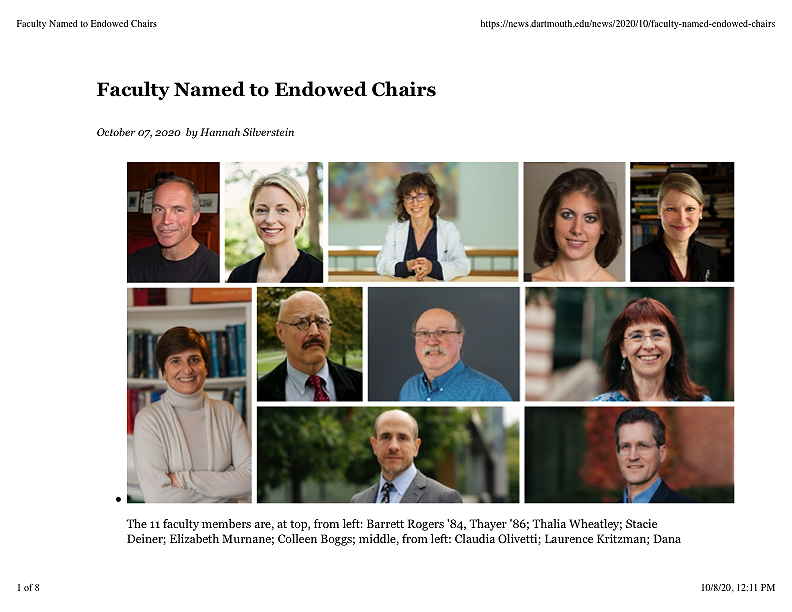 Faculty Named to Endowed Chairs
https://news.dartmouth.edu/news/2020/10/faculty-named-endowed-chairs
Faculty Named to Endowed Chairs
October 07, 2020 by Hannah Silverstein
The 11 faculty members are, at top, from left: Barrett Rogers '84, Thayer '86; Thalia Wheatley; Stacie
Deiner; Elizabeth Murnane; Colleen Boggs; middle, from left: Claudia Olivetti; Laurence Kritzman; Dana
1 of 8
10/8/20, 12:11 PM